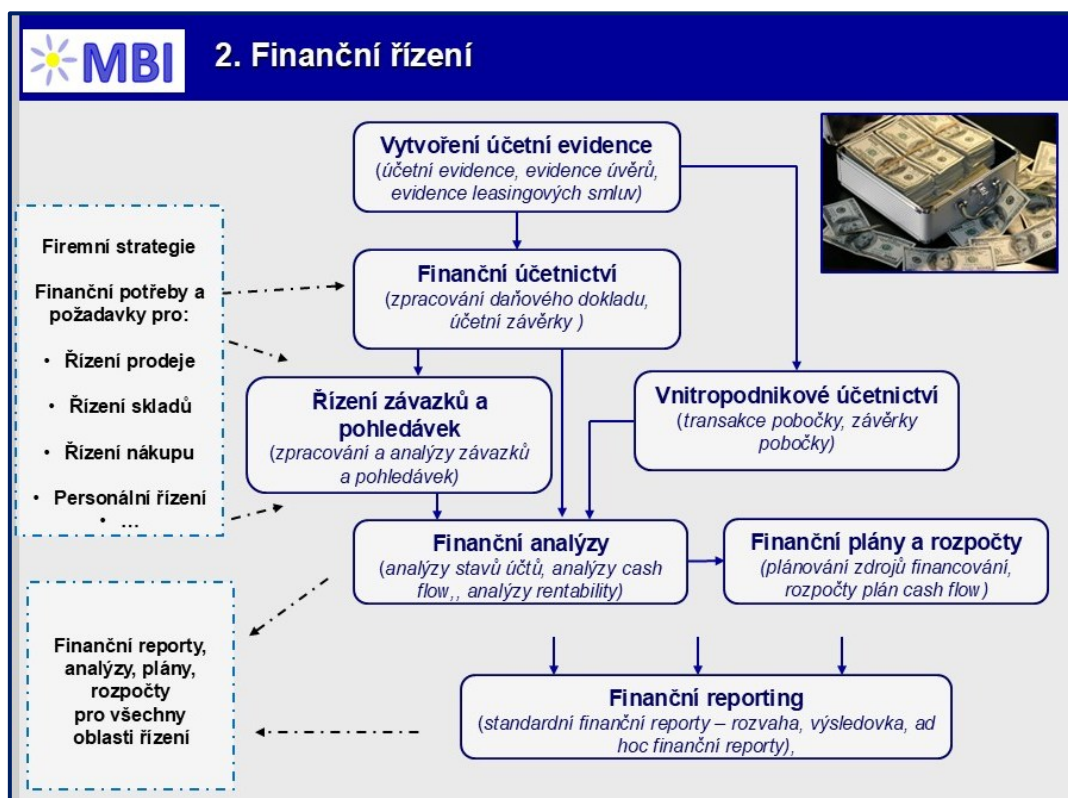 MBI
2. Finanční řízení
Vytvoření účetní evidence
(účetní evidence, evidence úvěrů,
evidence leasingových smluv)
Firemní strategie
Finanční potřeby a
požadavky pro:
• Řízení prodeje
• Řízení skladů
• Řízení nákupu
• Personální řízení
• ...
Finanční účetnictví
(zpracování daňového dokladu,
účetní závěrky )
Řízení závazků a
pohledávek
(zpracování a analýzy závazků
a pohledávek)
Vnitropodnikové účetnictví
(transakce pobočky, závěrky
pobočky)
Finanční analýzy
(analýzy stavů účtů, analýzy cash
flow,, analýzy rentability)
Finanční plány a rozpočty
(plánování zdrojů financování,
rozpočty plán cash flow )
Finanční reporty,
analýzy, plány,
rozpočty
pro všechny
oblasti řízení
Finanční reporting
(standardní finanční reporty – rozvaha, výsledovka, ad
hoc finanční reporty),